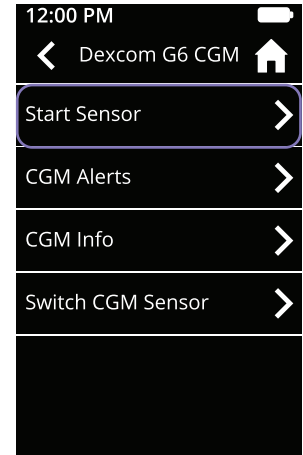 12:00 PM
Dexcom G6 CGM
Start Sensor
CGM Alerts
CGM Info
Switch CGM Sensor